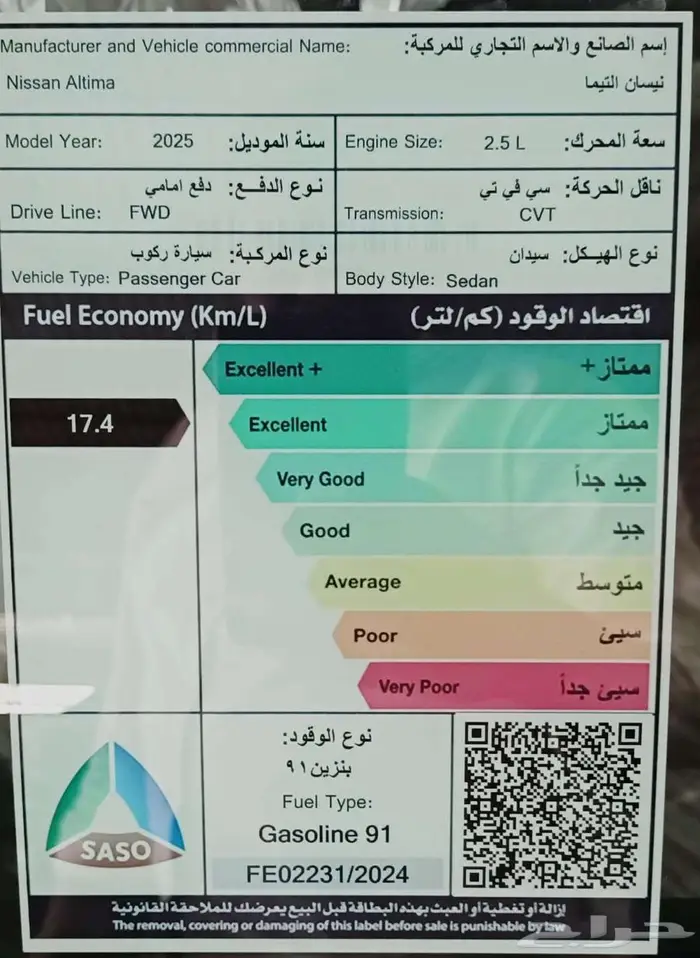 Manufacturer and Vehicle commercial Name:
إسم الصانع والاسم التجاري للمركبة:
Nissan Altima
نيسان التيما
Model Year: 2025 سنة الموديل:
Engine Size: 2.5 L سعة المحرك:
نوع الدفع: دفع امامي
Drive Line: FWD
ناقل الحركة: سي في تي
Transmission: CVT
نوع المركبة: سيارة ركوب
Vehicle Type: Passenger Car
نوع الهيكل: سيدان
Body Style: Sedan
Fuel Economy (Km/L)
اقتصاد الوقود (كم/لتر)
Excellent + ممتاز+
17.4
Excellent ممتاز
Very Good جيد جداً
Good جيد
Average متوسط
Poor سيئ
Very Poor سيئ جداً
نوع الوقود:
بنزين ٩١
Fuel Type:
Gasoline 91
FE02231/2024
SASO
إزالة أو تغطية أو العبث بهذه البطاقة قبل البيع يعرضك للملاحقة القانونية
The removal, covering or damaging of this label before sale is punishable by law
حراج